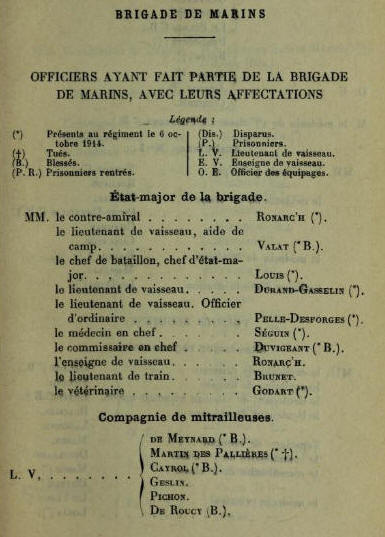 BRIGADE DE MARINS
OFFICIERS AYANT FAIT PARTIE DE LA BRIGADE
DE MARINS, AVEC LEURS AFFECTATIONS
Légende :
(*) Présents au régiment le 6 oc-
tobre 1914.
(†) Tués.
(B.) Blessés.
(P. R.) Prisonniers rentrés.
(Dis.) Disparus.
(P.) Prisonniers.
L. V. Lieutenant de vaisseau.
E. V. Enseigne de vaisseau.
O. E. Officier des équipages.
État-major de la brigade.
MM. le contre-amiral . . . . . . . . RONARC'H (*).
le lieutenant de vaisseau, aide de
camp. . . . . . . . . . . . VALAT (* B.).
le chef de bataillon, chef d'état-ma-
jor. . . . . . . . . . . . . LOUIS (*).
le lieutenant de vaisseau. . . . . DURAND-GASSELIN (*).
le lieutenant de vaisseau. Officier
d'ordinaire . . . . . . . . PELLE-DESFORGES (*).
le médecin en chef . . . . . . . SÉGUIN (*).
le commissaire en chef . . . . . DUVIGEANT (* B.).
l'enseigne de vaisseau. . . . . . RONARC'H.
le lieutenant de train. . . . . . BRUNET.
le vétérinaire . . . . . . . . GODART (*).
Compagnie de mitrailleuses.
L. V. . . . . . . .
DE MEYNARD (* B.).
MARTIN DES PALLIÈRES (* †).
CAYROL (* B.).
GESLIN.
PICHON.
DE ROUCY (B.).